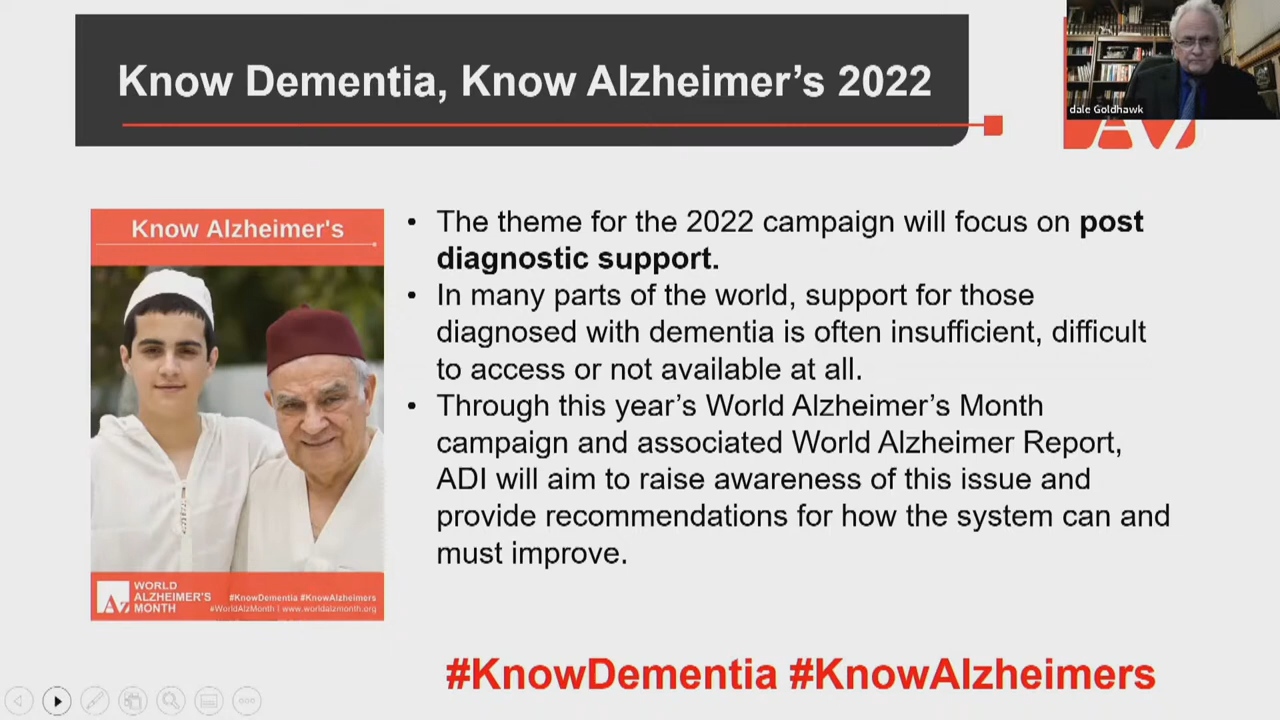 Know Dementia, Know Alzheimer’s 2022
dale Goldhawk
Know Alzheimer's
• The theme for the 2022 campaign will focus on post
diagnostic support.
• In many parts of the world, support for those
diagnosed with dementia is often insufficient, difficult
to access or not available at all.
• Through this year’s World Alzheimer’s Month
campaign and associated World Alzheimer Report,
ADI will aim to raise awareness of this issue and
provide recommendations for how the system can and
must improve.
Az
WORLD
ALZHEIMER'S
MONTH
#KnowDementia #KnowAlzheimers
#WorldAlzMonth | www.worldalzmonth.org
#KnowDementia #KnowAlzheimers